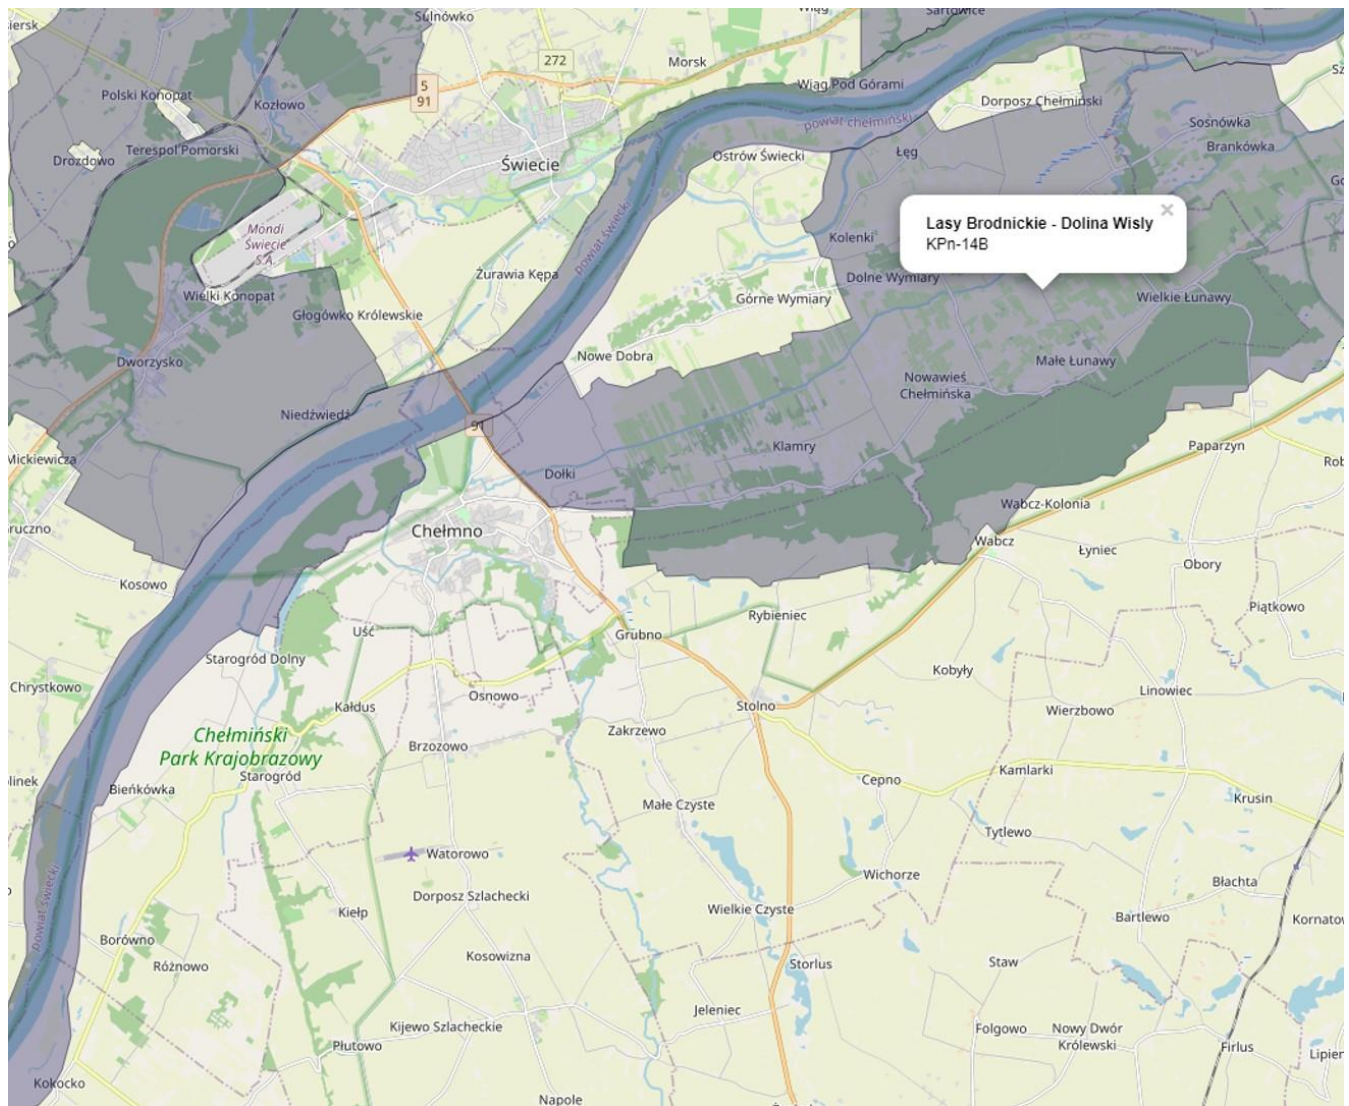 Sulnówko
272
Morsk
Sartowice
5
91
Polski Konopat
Kozłowo
Wiąg Pod Górami
Dorposz Chełmiński
powiat chełmiński
Sosnówka
Brankówka
Drozdowo
Terespol Pomorski
Świecie
Ostrów Świecki
Łęg
Mondi
Świecie
S.A.
powiat świecki
Lasy Brodnickie - Dolina Wisly
×
KPn-14B
Kolenki
Żurawia Kępa
Dolne Wymiary
Górne Wymiary
Wielki Konopat
Wielkie Łunawy
Głogówko Królewskie
Dworzysko
Nowe Dobra
Małe Łunawy
Nowawieś
Chełmińska
Niedźwiedź
91
Klamry
Paparzyn
Mickiewicza
Dołki
Wabcz-Kolonia
Chełmno
Wabcz
Łyniec
Obory
Kosowo
Piątkowo
Rybieniec
Uść
Grubno
Starogród Dolny
Kobyły
Chrystkowo
Osnowo
Linowiec
Kałdus
Stolno
Wierzbowo
Chełmiński
Park Krajobrazowy
Brzozowo
Zakrzewo
Starogród
Kamlarki
Bieńkówka
Cepno
Krusin
Małe Czyste
Tytlewo
Watorowo
Wichorze
Błachta
Dorposz Szlachecki
powiat świecki
Kiełp
Wielkie Czyste
Bartlewo
Borówno
Różnowo
Kosowizna
Storlus
Staw
Jeleniec
Kijewo Szlacheckie
Folgowo
Nowy Dwór
Królewski
Płutowo
Firlus
Kokocko
Napole